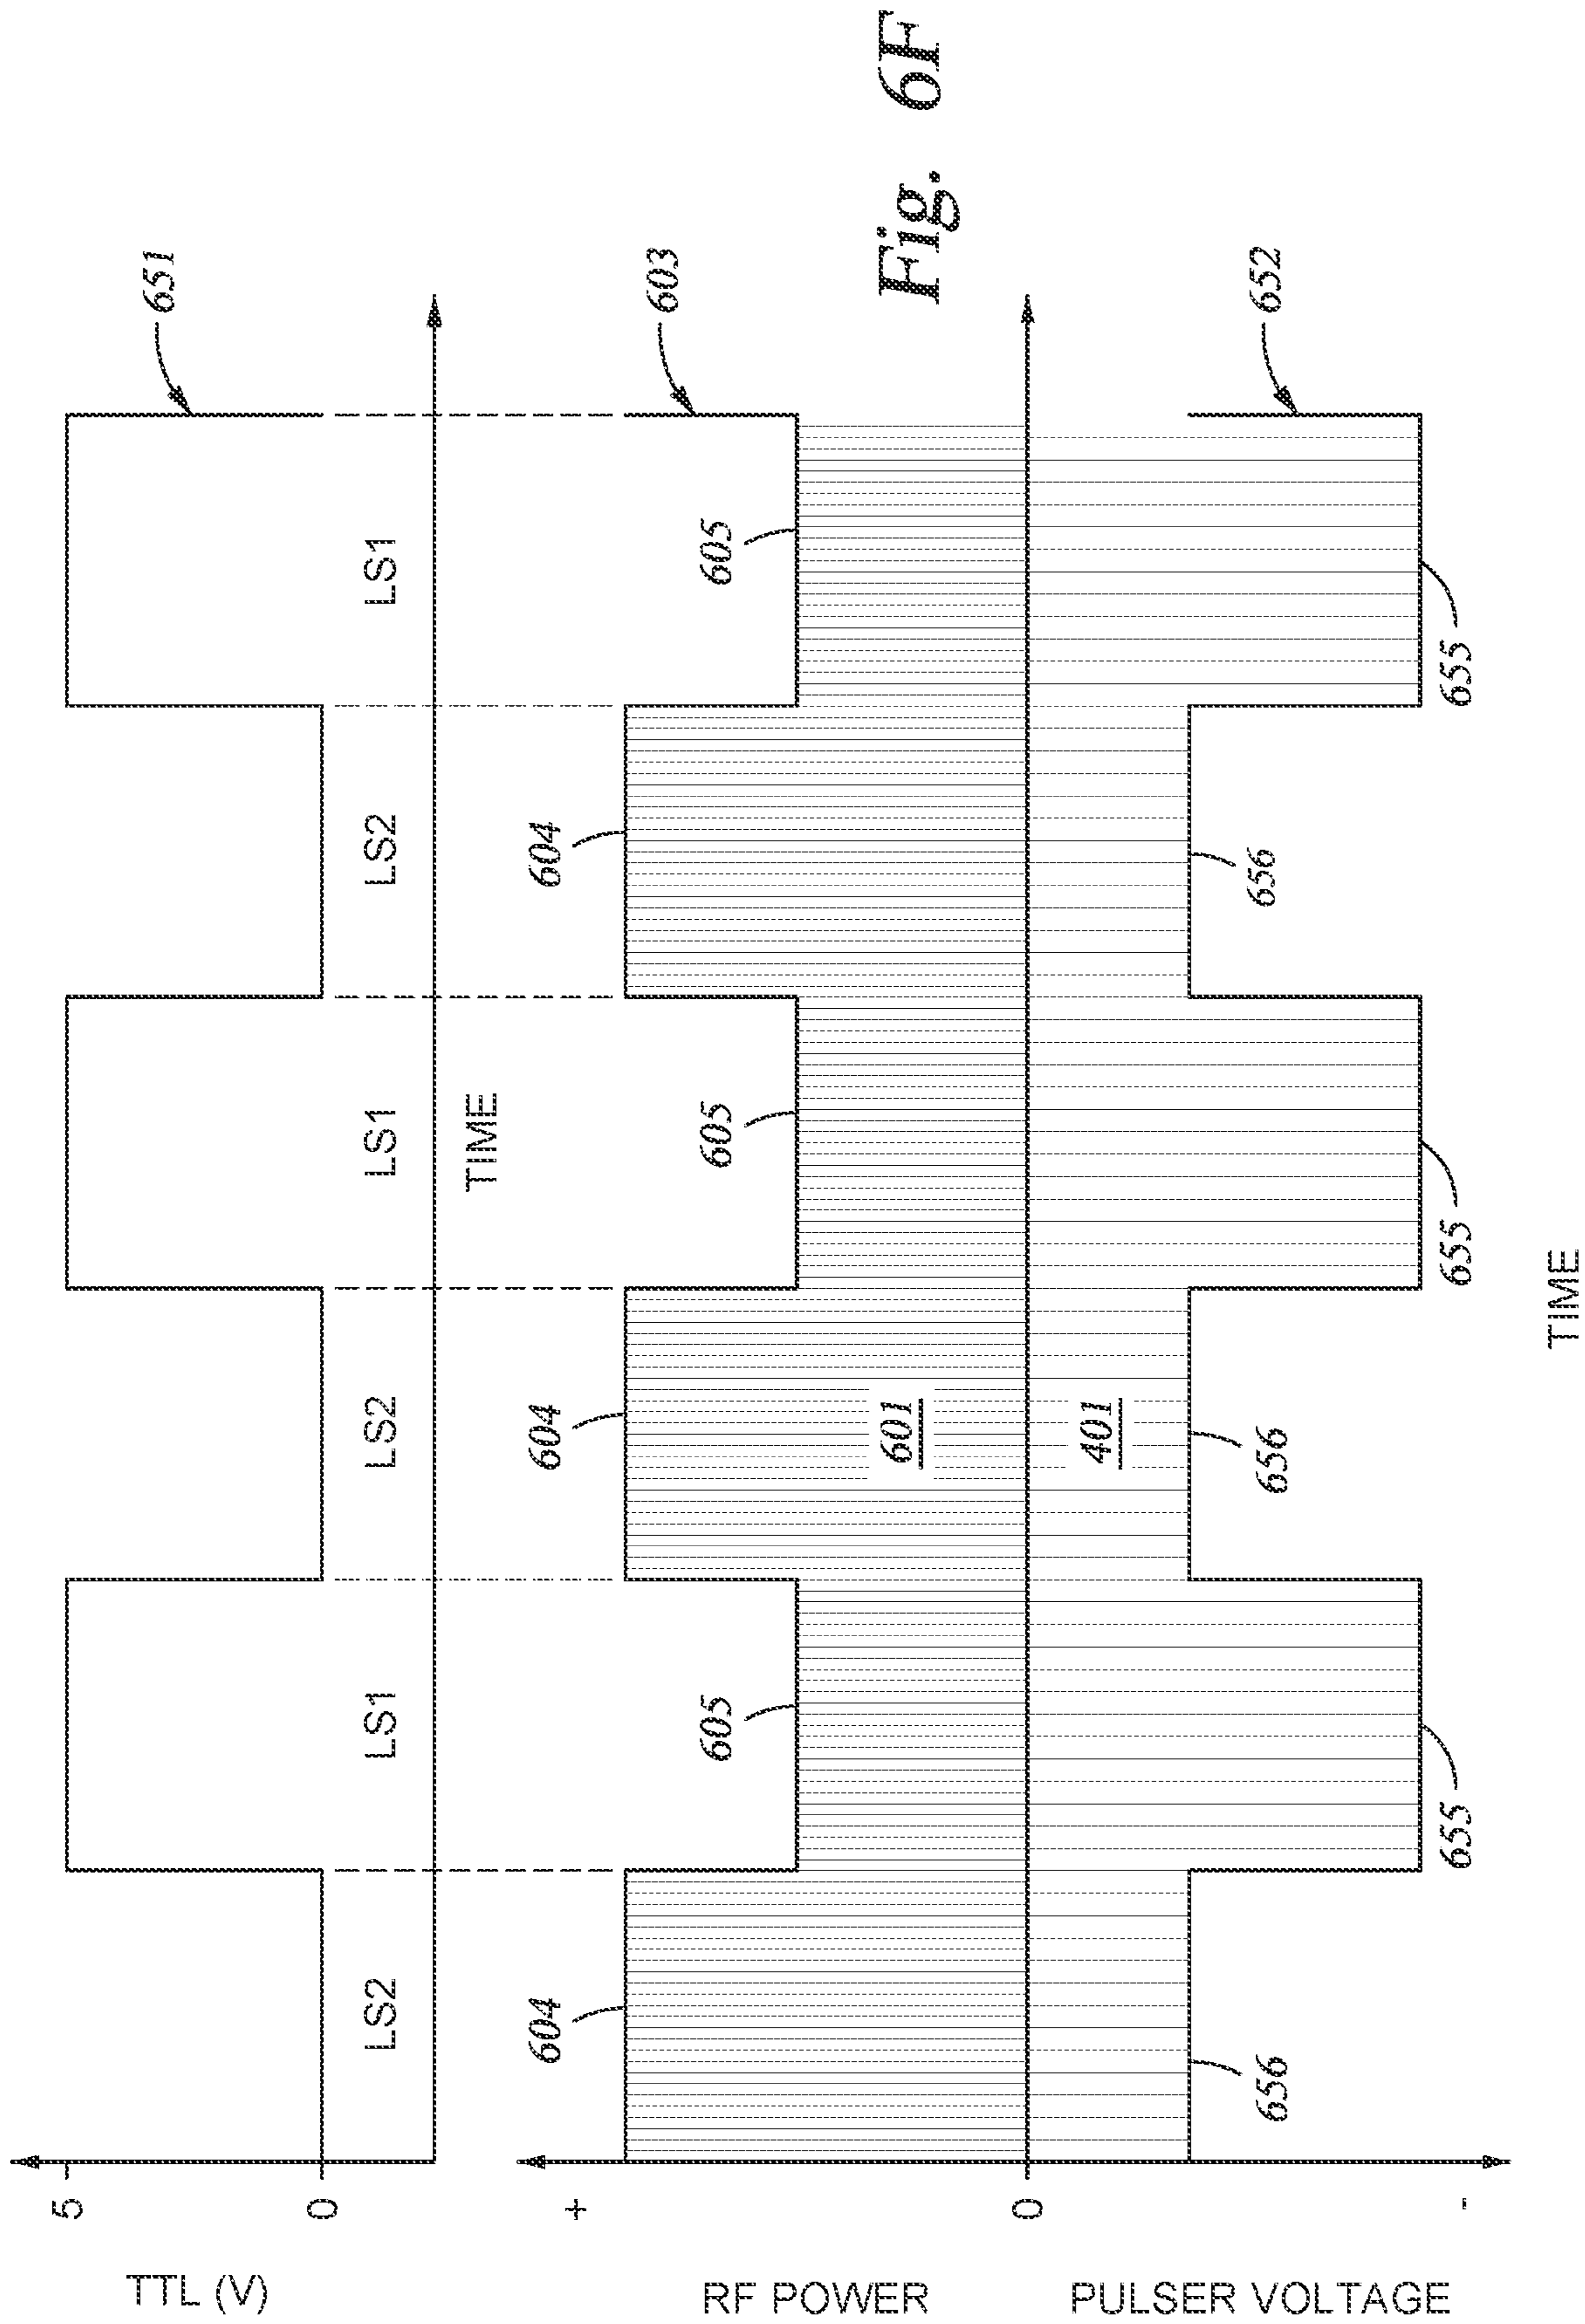 TTL (V)
5
0
651
LS2
LS1
LS2
LS1
LS2
LS1
TIME
RF POWER
+
603
604
605
604
605
604
605
601
0
PULSER VOLTAGE
401
656
656
656
652
655
655
655
-
TIME
Fig. 6F